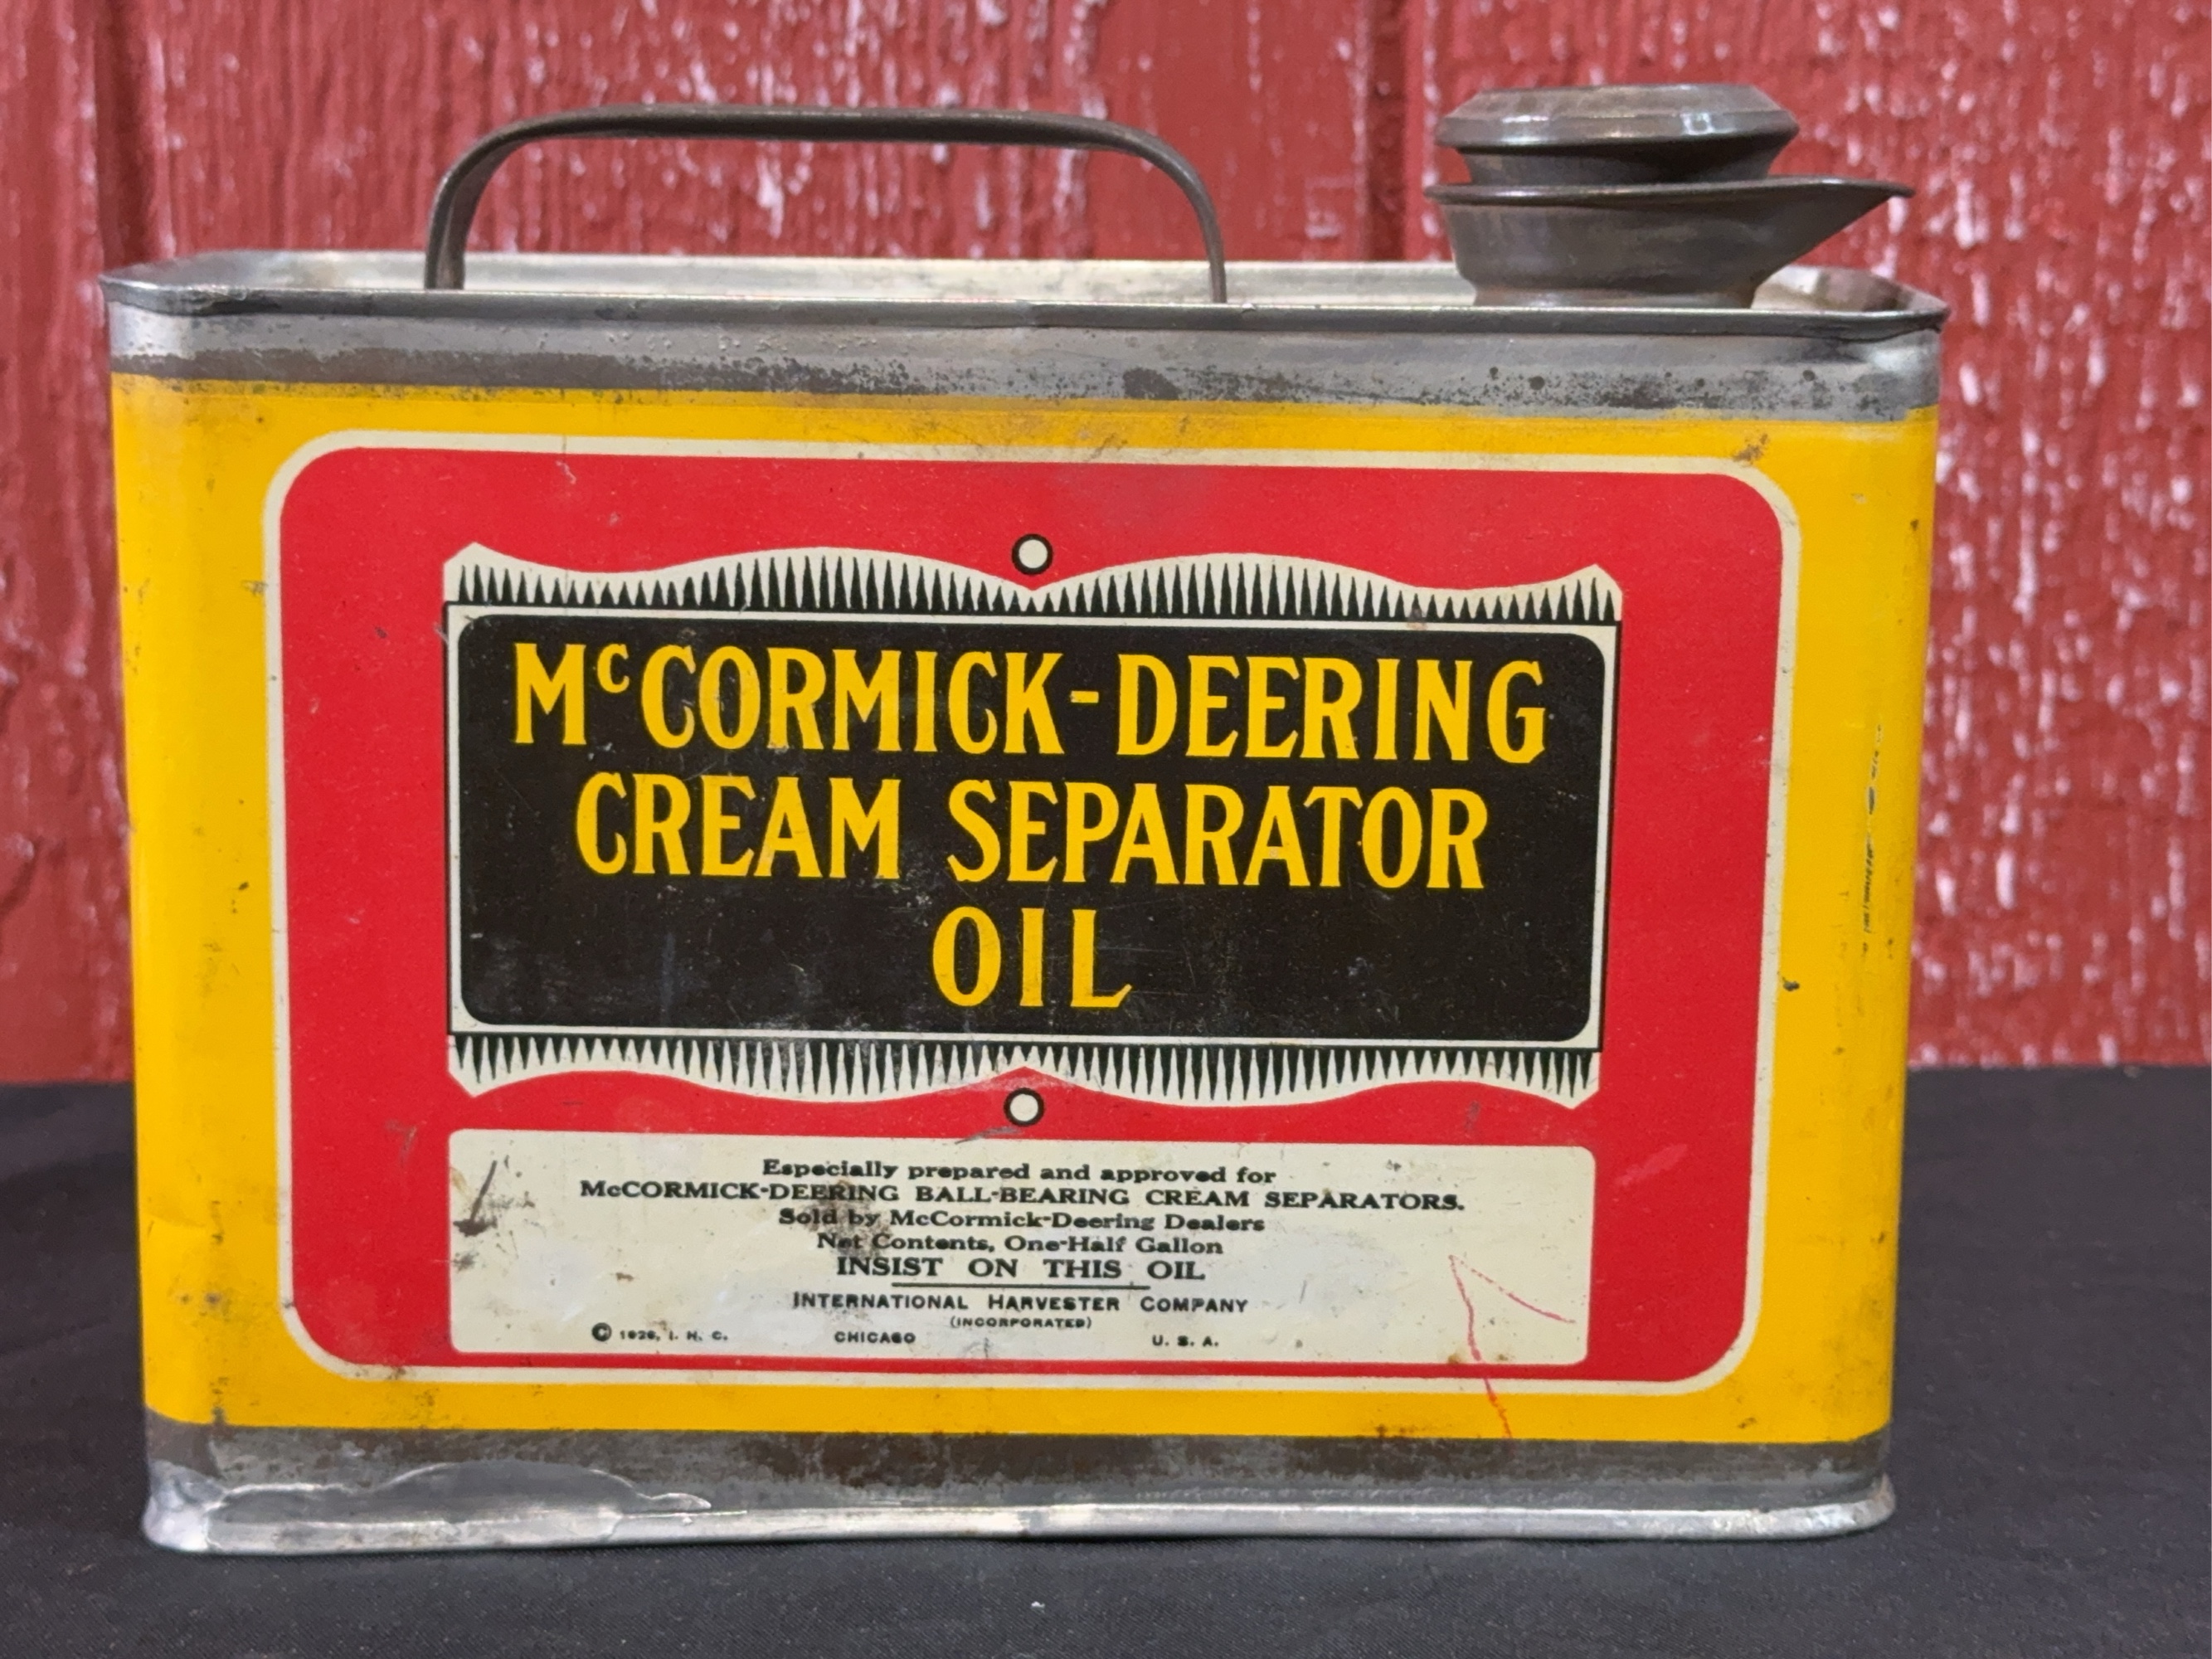 McCORMICK-DEERING
CREAM SEPARATOR
OIL
Especially prepared and approved for
McCORMICK-DEERING BALL-BEARING CREAM SEPARATORS.
Sold by McCormick-Deering Dealers
Net Contents, One-Half Gallon
INSIST ON THIS OIL
INTERNATIONAL HARVESTER COMPANY
(INCORPORATED)
© I. H. C. CHICAGO U. S. A.